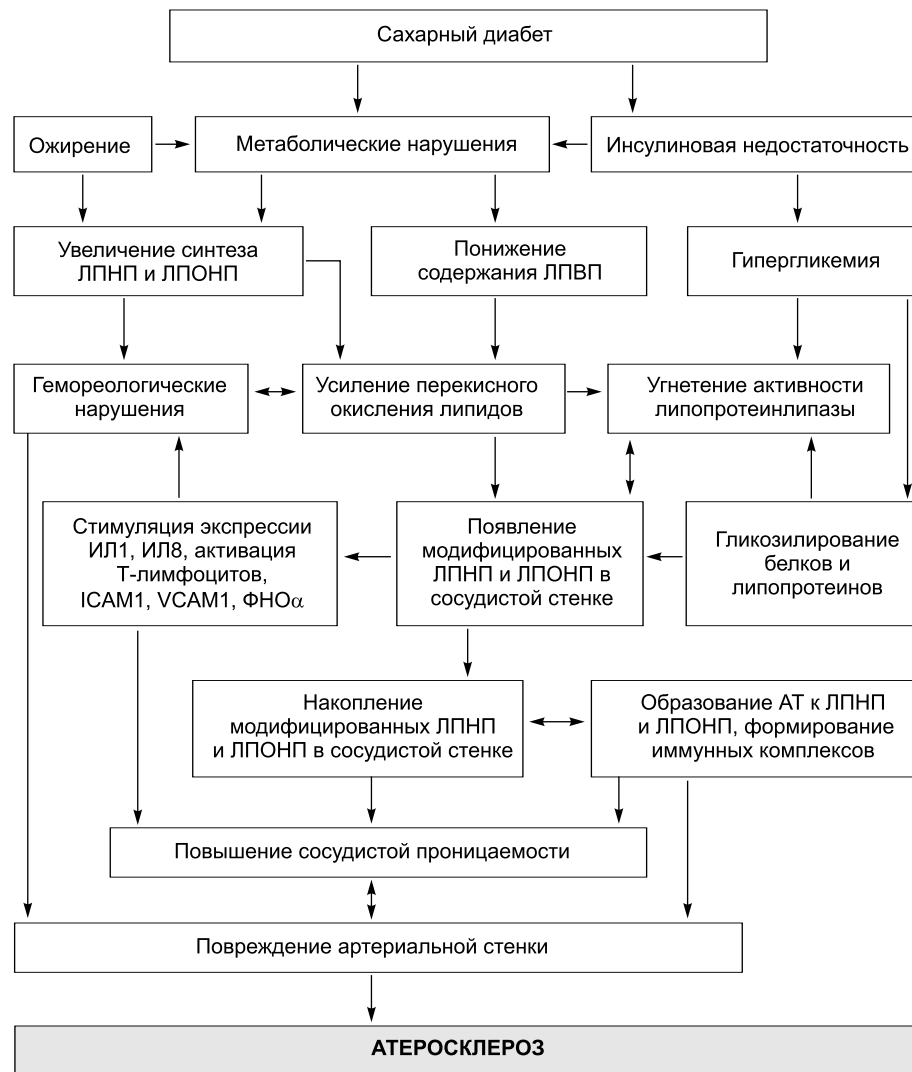 Сахарный диабет
Ожирение
Метаболические нарушения
Инсулиновая недостаточность
Увеличение синтеза
ЛПНП и ЛПОНП
Понижение
содержания ЛПВП
Гипергликемия
Гемореологические
нарушения
Усиление перекисного
окисления липидов
Угнетение активности
липопротеинлипазы
Стимуляция экспрессии
ИЛ1, ИЛ8, активация
Т-лимфоцитов,
ICAM1, VCAM1, ФНОα
Появление
модифицированных
ЛПНП и ЛПОНП в
сосудистой стенке
Гликозилирование
белков и
липопротеинов
Накопление
модифицированных ЛПНП
и ЛПОНП в сосудистой стенке
Образование АТ к ЛПНП
и ЛПОНП, формирование
иммунных комплексов
Повышение сосудистой проницаемости
Повреждение артериальной стенки
АТЕРОСКЛЕРОЗ